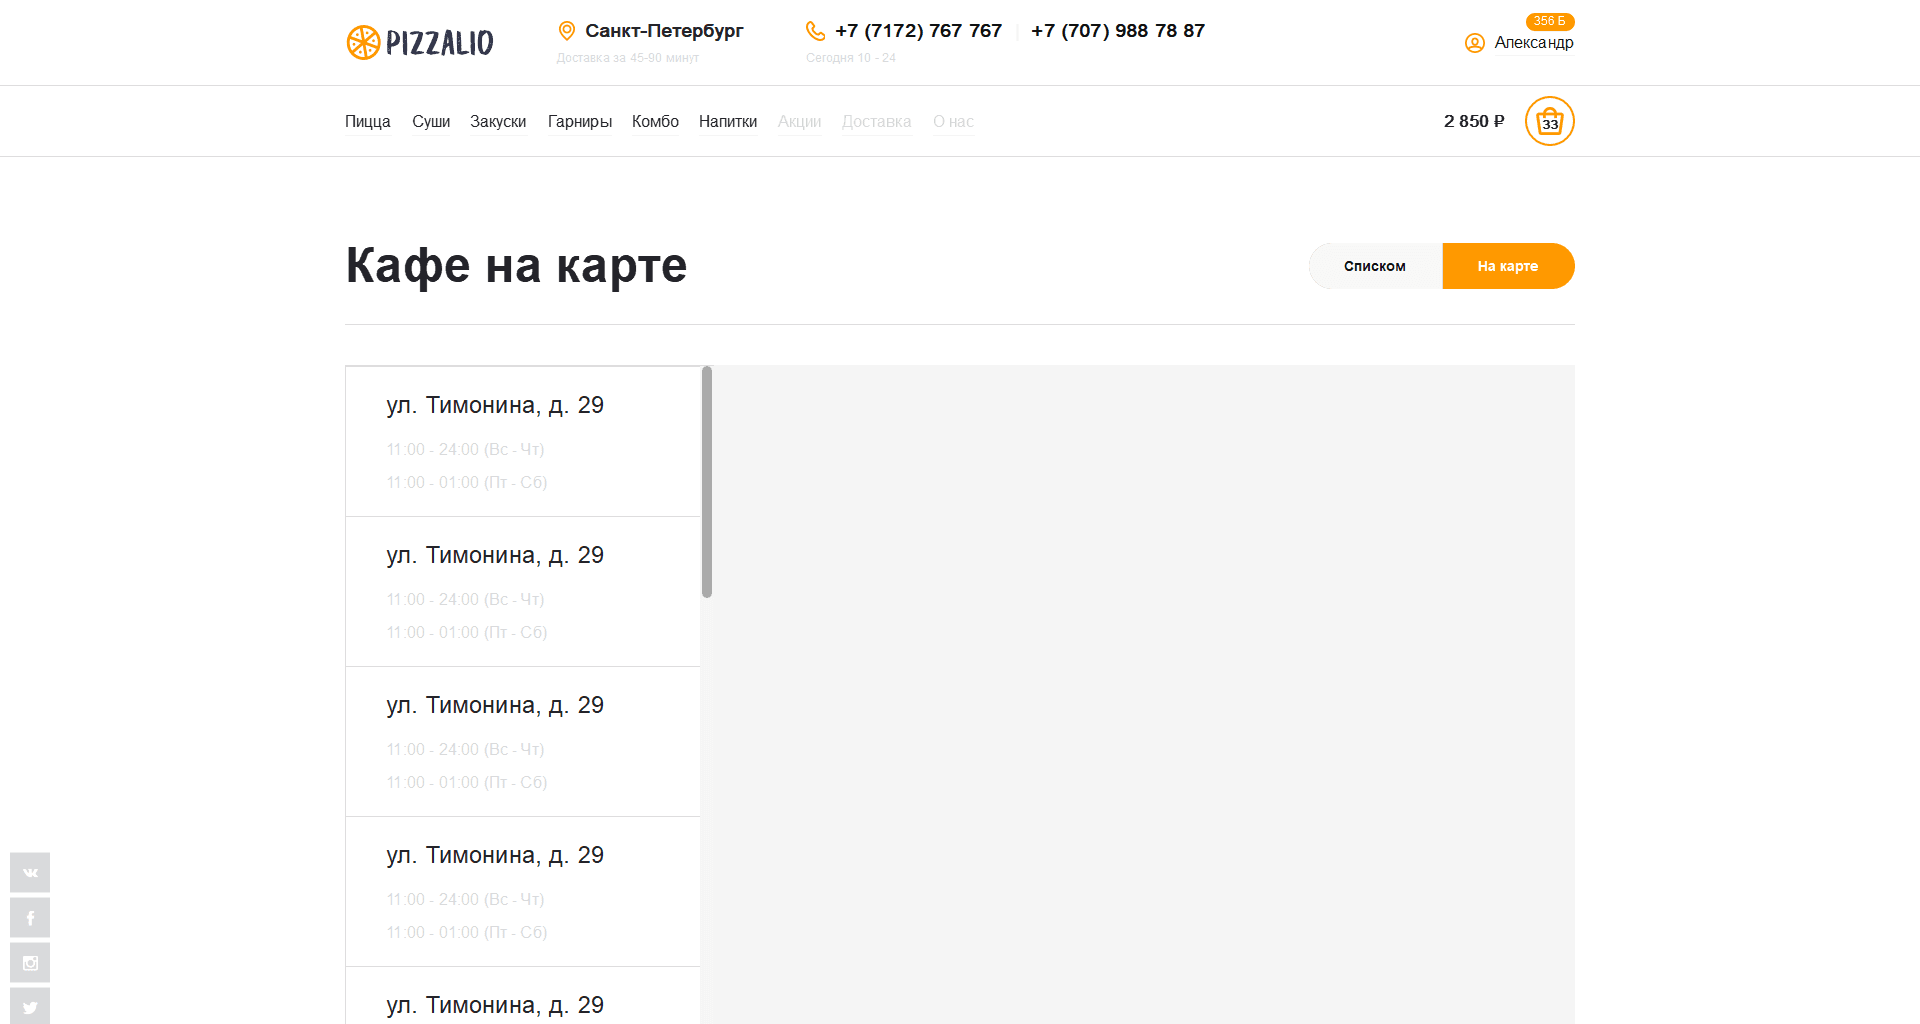 PIZZALIO
Санкт-Петербург
Доставка за 45-90 минут
+7 (7172) 767 767
+7 (707) 988 78 87
Сегодня 10 - 24
356 Б
Александр
Пицца Суши Закуски Гарниры Комбо Напитки Акции Доставка О нас
2 850 ₽
33
Кафе на карте
Списком
На карте
ул. Тимонина, д. 29
11:00 - 24:00 (Вс - Чт)
11:00 - 01:00 (Пт - Сб)
ул. Тимонина, д. 29
11:00 - 24:00 (Вс - Чт)
11:00 - 01:00 (Пт - Сб)
ул. Тимонина, д. 29
11:00 - 24:00 (Вс - Чт)
11:00 - 01:00 (Пт - Сб)
ул. Тимонина, д. 29
11:00 - 24:00 (Вс - Чт)
11:00 - 01:00 (Пт - Сб)
ул. Тимонина, д. 29